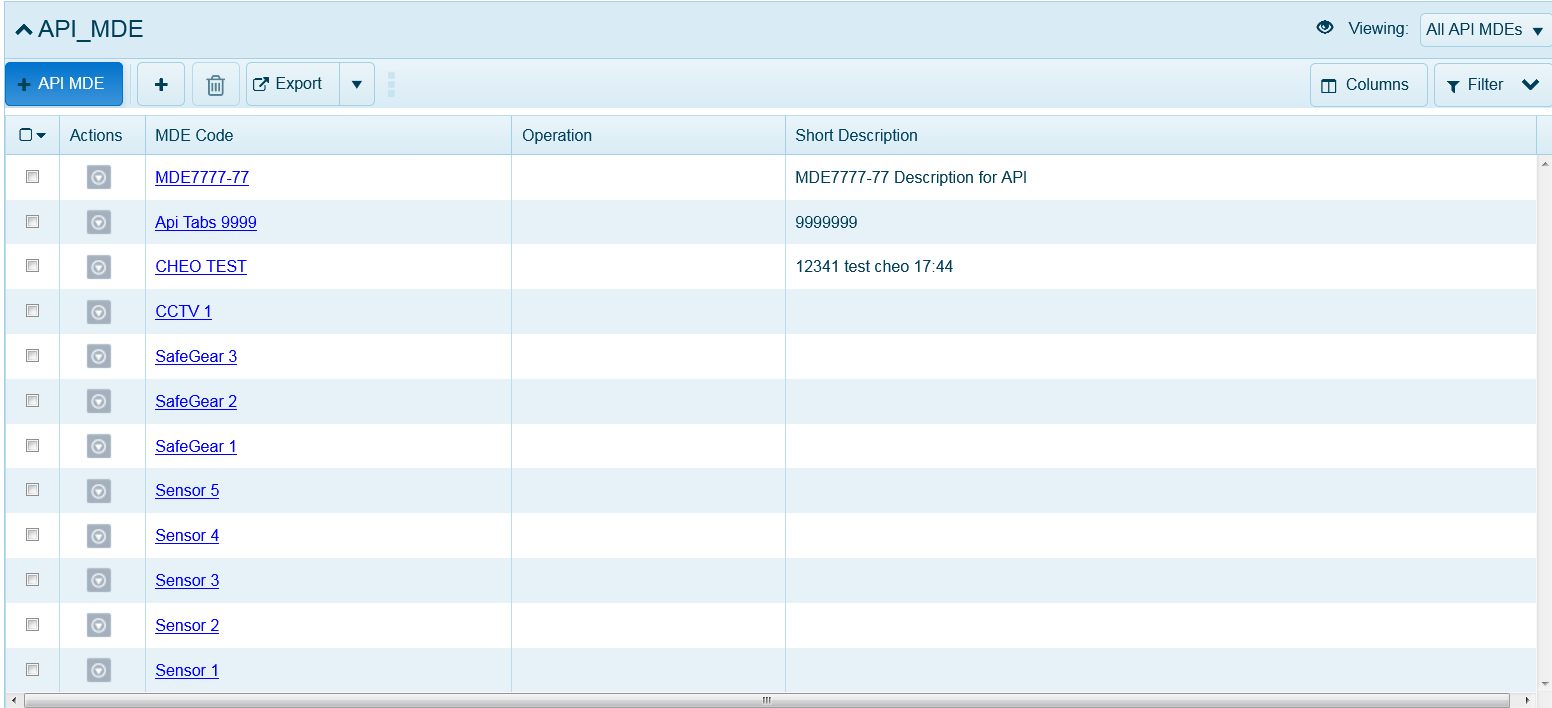 API_MDE
Viewing: All API MDEs
API MDE Export Columns Filter
Actions MDE Code Operation Short Description
MDE7777-77 MDE7777-77 Description for API
Api Tabs 9999 9999999
CHEO TEST 12341 test cheo 17:44
CCTV 1
SafeGear 3
SafeGear 2
SafeGear 1
Sensor 5
Sensor 4
Sensor 3
Sensor 2
Sensor 1